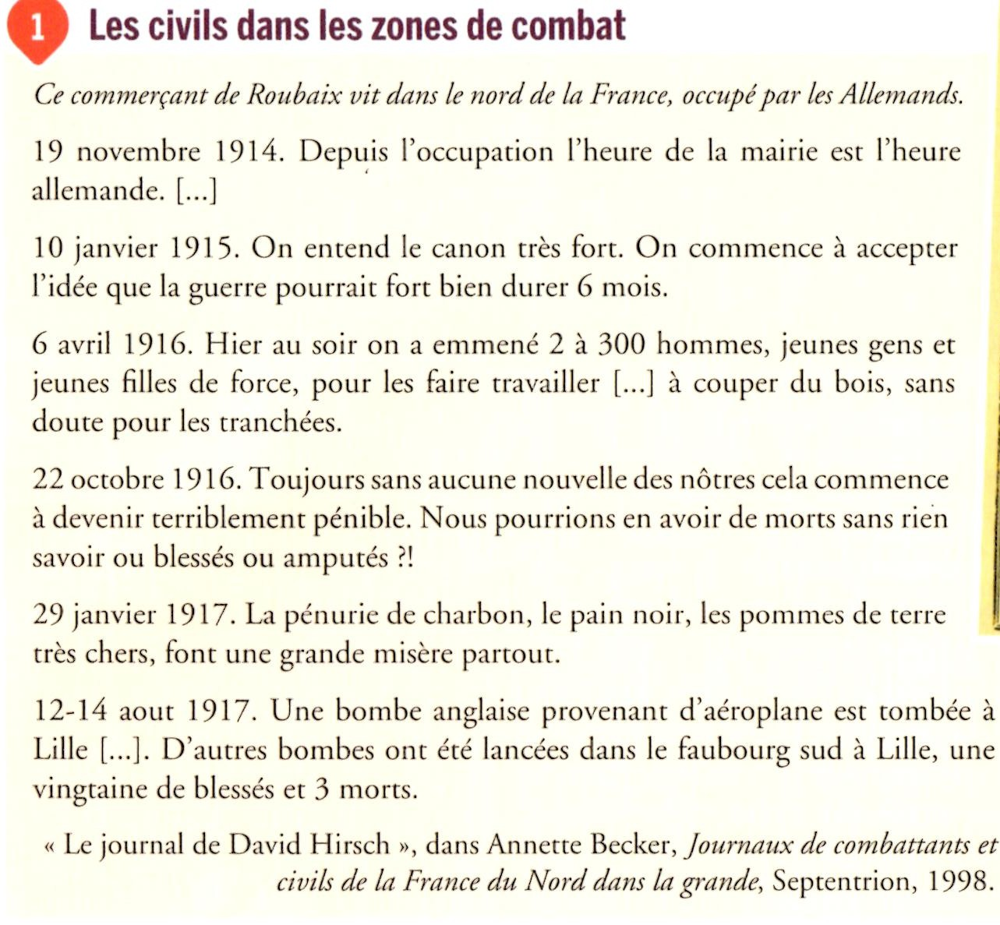 1 Les civils dans les zones de combat
Ce commerçant de Roubaix vit dans le nord de la France, occupé par les Allemands.
19 novembre 1914. Depuis l'occupation l'heure de la mairie est l'heure
allemande. [...]
10 janvier 1915. On entend le canon très fort. On commence à accepter
l'idée que la guerre pourrait fort bien durer 6 mois.
6 avril 1916. Hier au soir on a emmené 2 à 300 hommes, jeunes gens et
jeunes filles de force, pour les faire travailler [...] à couper du bois, sans
doute pour les tranchées.
22 octobre 1916. Toujours sans aucune nouvelle des nôtres cela commence
à devenir terriblement pénible. Nous pourrions en avoir de morts sans rien
savoir ou blessés ou amputés ?!
29 janvier 1917. La pénurie de charbon, le pain noir, les pommes de terre
très chers, font une grande misère partout.
12-14 aout 1917. Une bombe anglaise provenant d'aéroplane est tombée à
Lille [...]. D'autres bombes ont été lancées dans le faubourg sud à Lille, une
vingtaine de blessés et 3 morts.
« Le journal de David Hirsch », dans Annette Becker, Journaux de combattants et
civils de la France du Nord dans la grande, Septentrion, 1998.